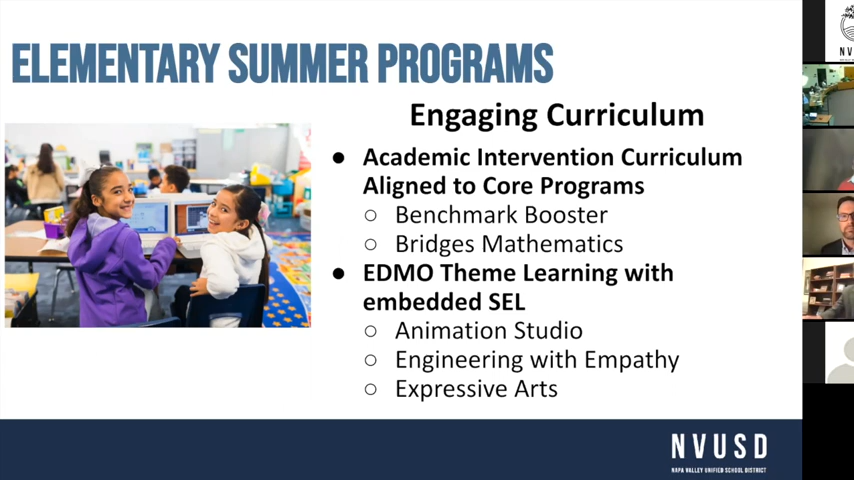 ELEMENTARY SUMMER PROGRAMS
Engaging Curriculum
● Academic Intervention Curriculum
Aligned to Core Programs
○ Benchmark Booster
○ Bridges Mathematics
● EDMO Theme Learning with
embedded SEL
○ Animation Studio
○ Engineering with Empathy
○ Expressive Arts
NVUSD
NAPA VALLEY UNIFIED SCHOOL DISTRICT